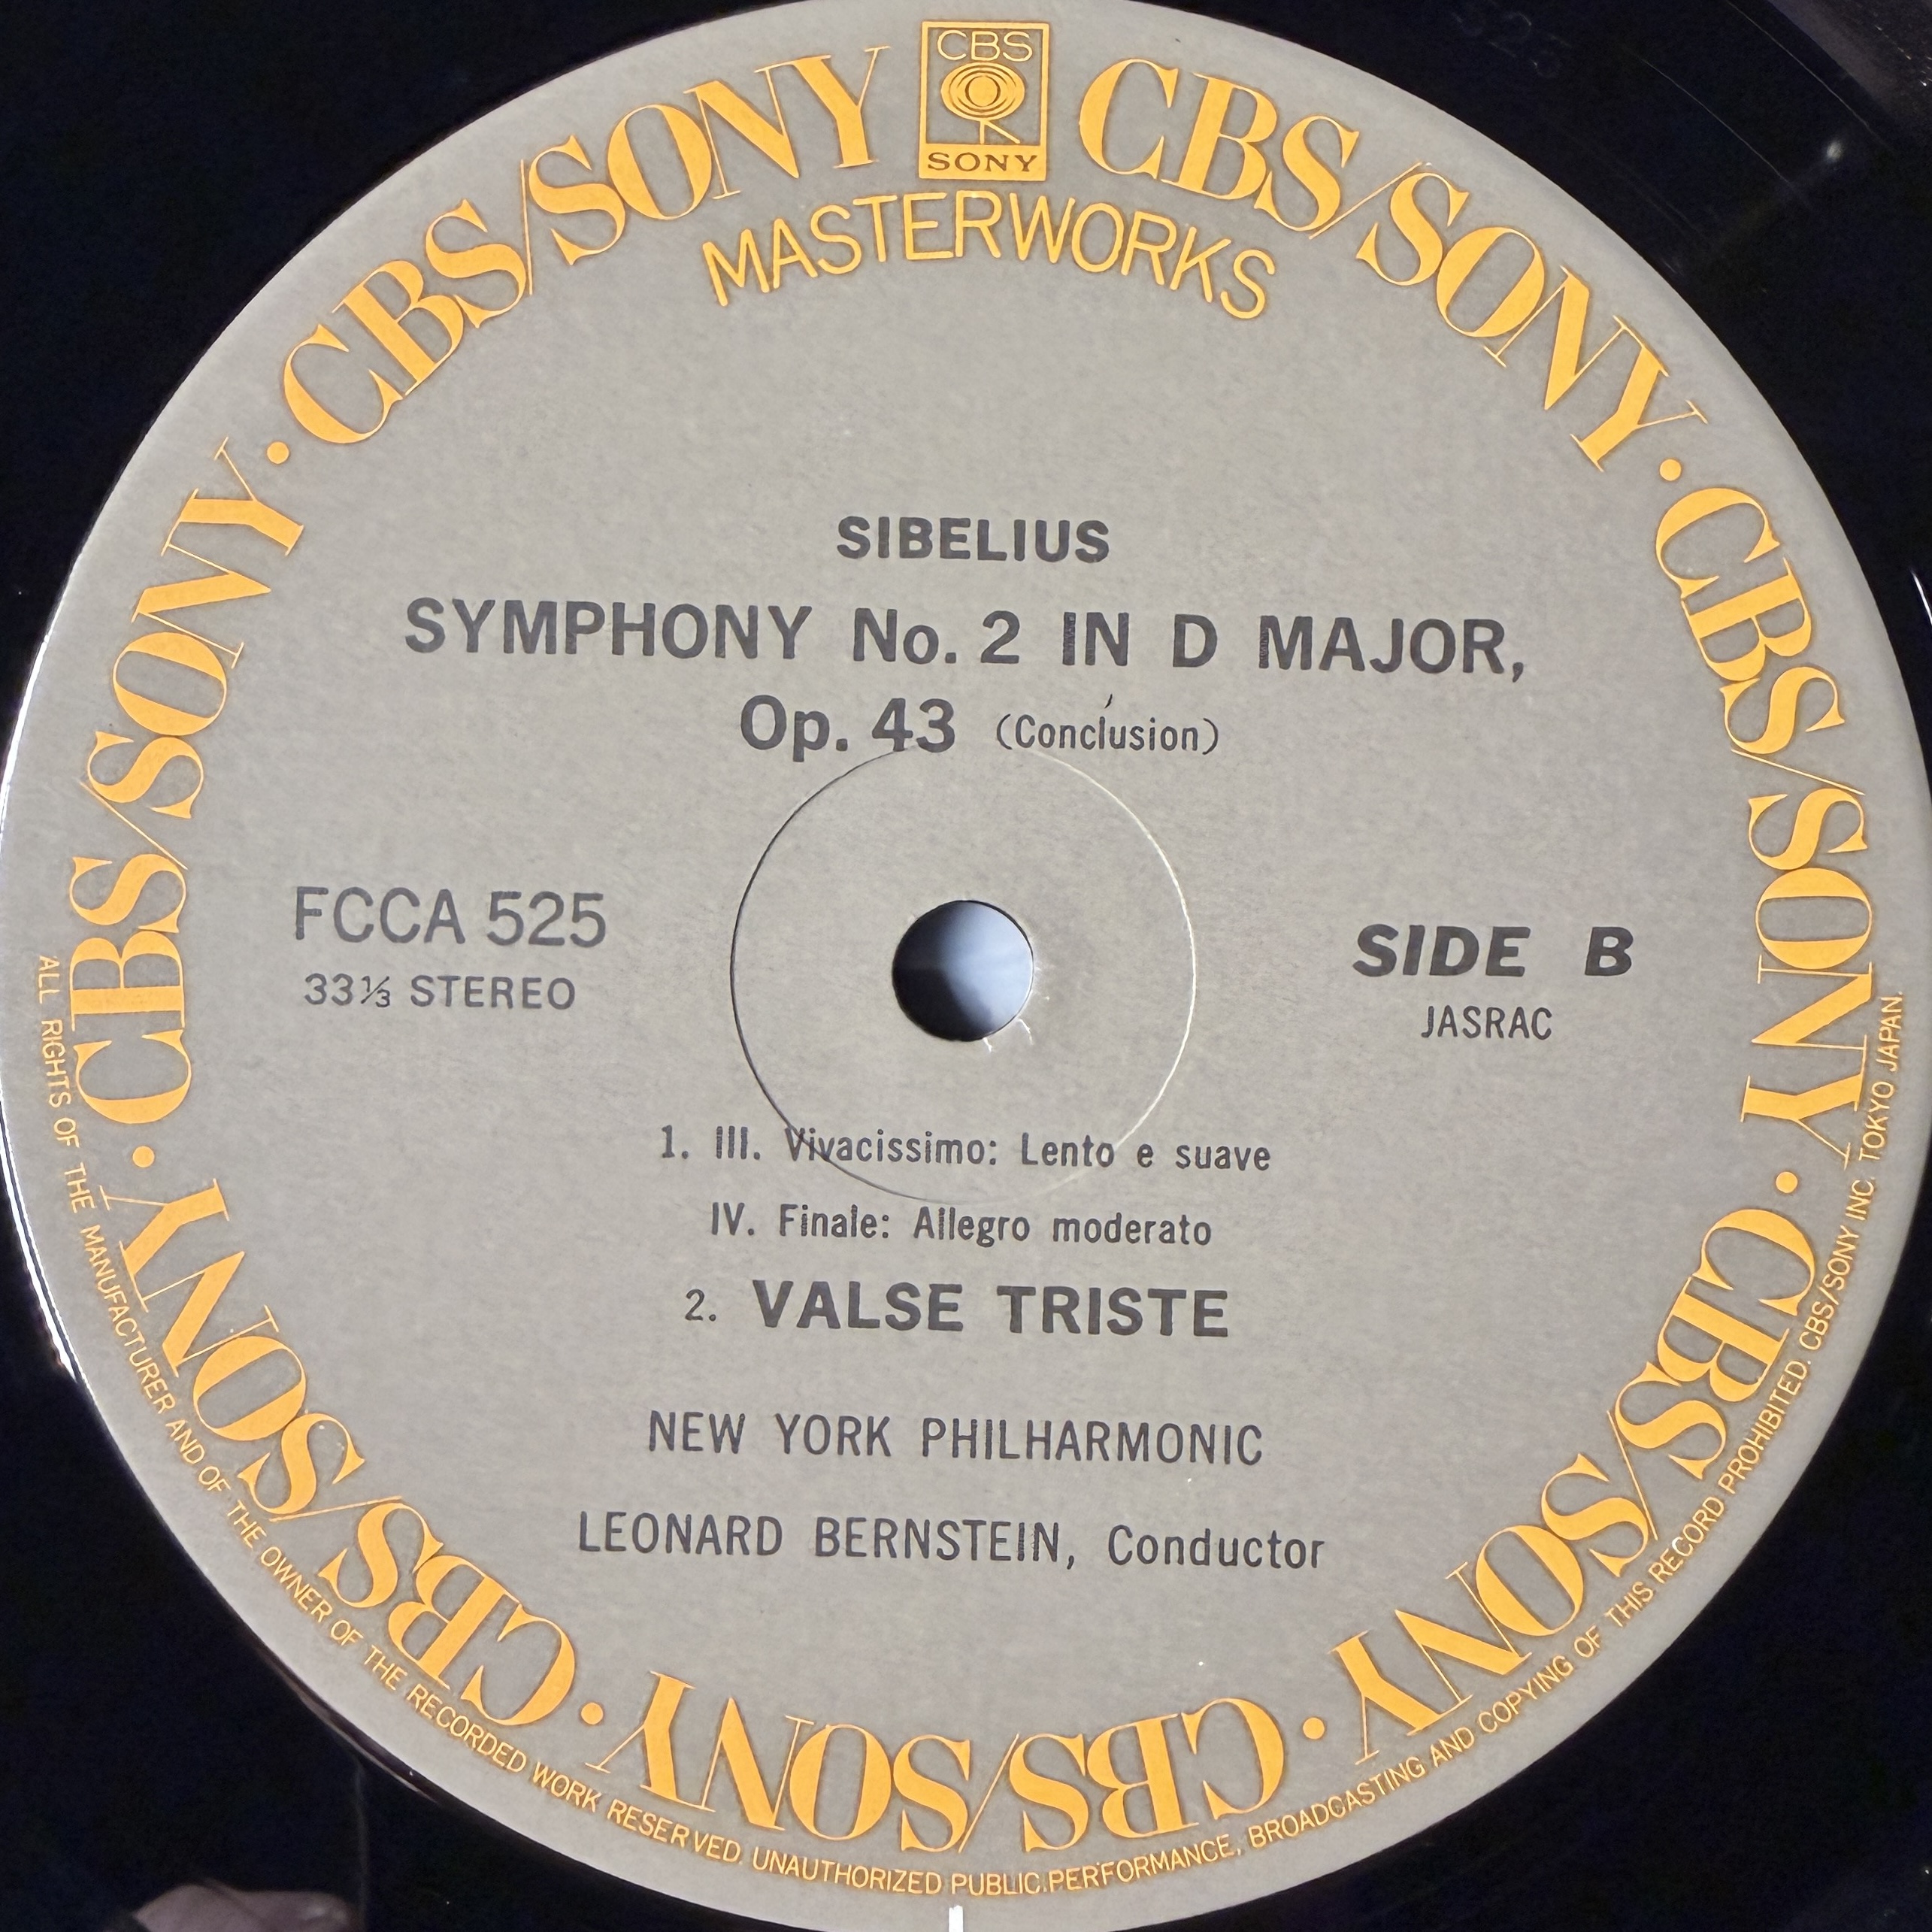 CBS
SONY
CBS/SONY · CBS/SONY · CBS/SONY · CBS/SONY · CBS/SONY · CBS/SONY · CBS/SONY · CBS/SONY
MASTERWORKS
SIBELIUS
SYMPHONY No. 2 IN D MAJOR,
Op. 43 (Conclusion)
FCCA 525
33⅓ STEREO
SIDE B
JASRAC
1. III. Vivacissimo: Lento e suave
IV. Finale: Allegro moderato
2. VALSE TRISTE
NEW YORK PHILHARMONIC
LEONARD BERNSTEIN, Conductor
ALL RIGHTS OF THE MANUFACTURER AND OF THE OWNER OF THE RECORDED WORK RESERVED. UNAUTHORIZED PUBLIC PERFORMANCE, BROADCASTING AND COPYING OF THIS RECORD PROHIBITED. CBS/SONY INC. TOKYO JAPAN.